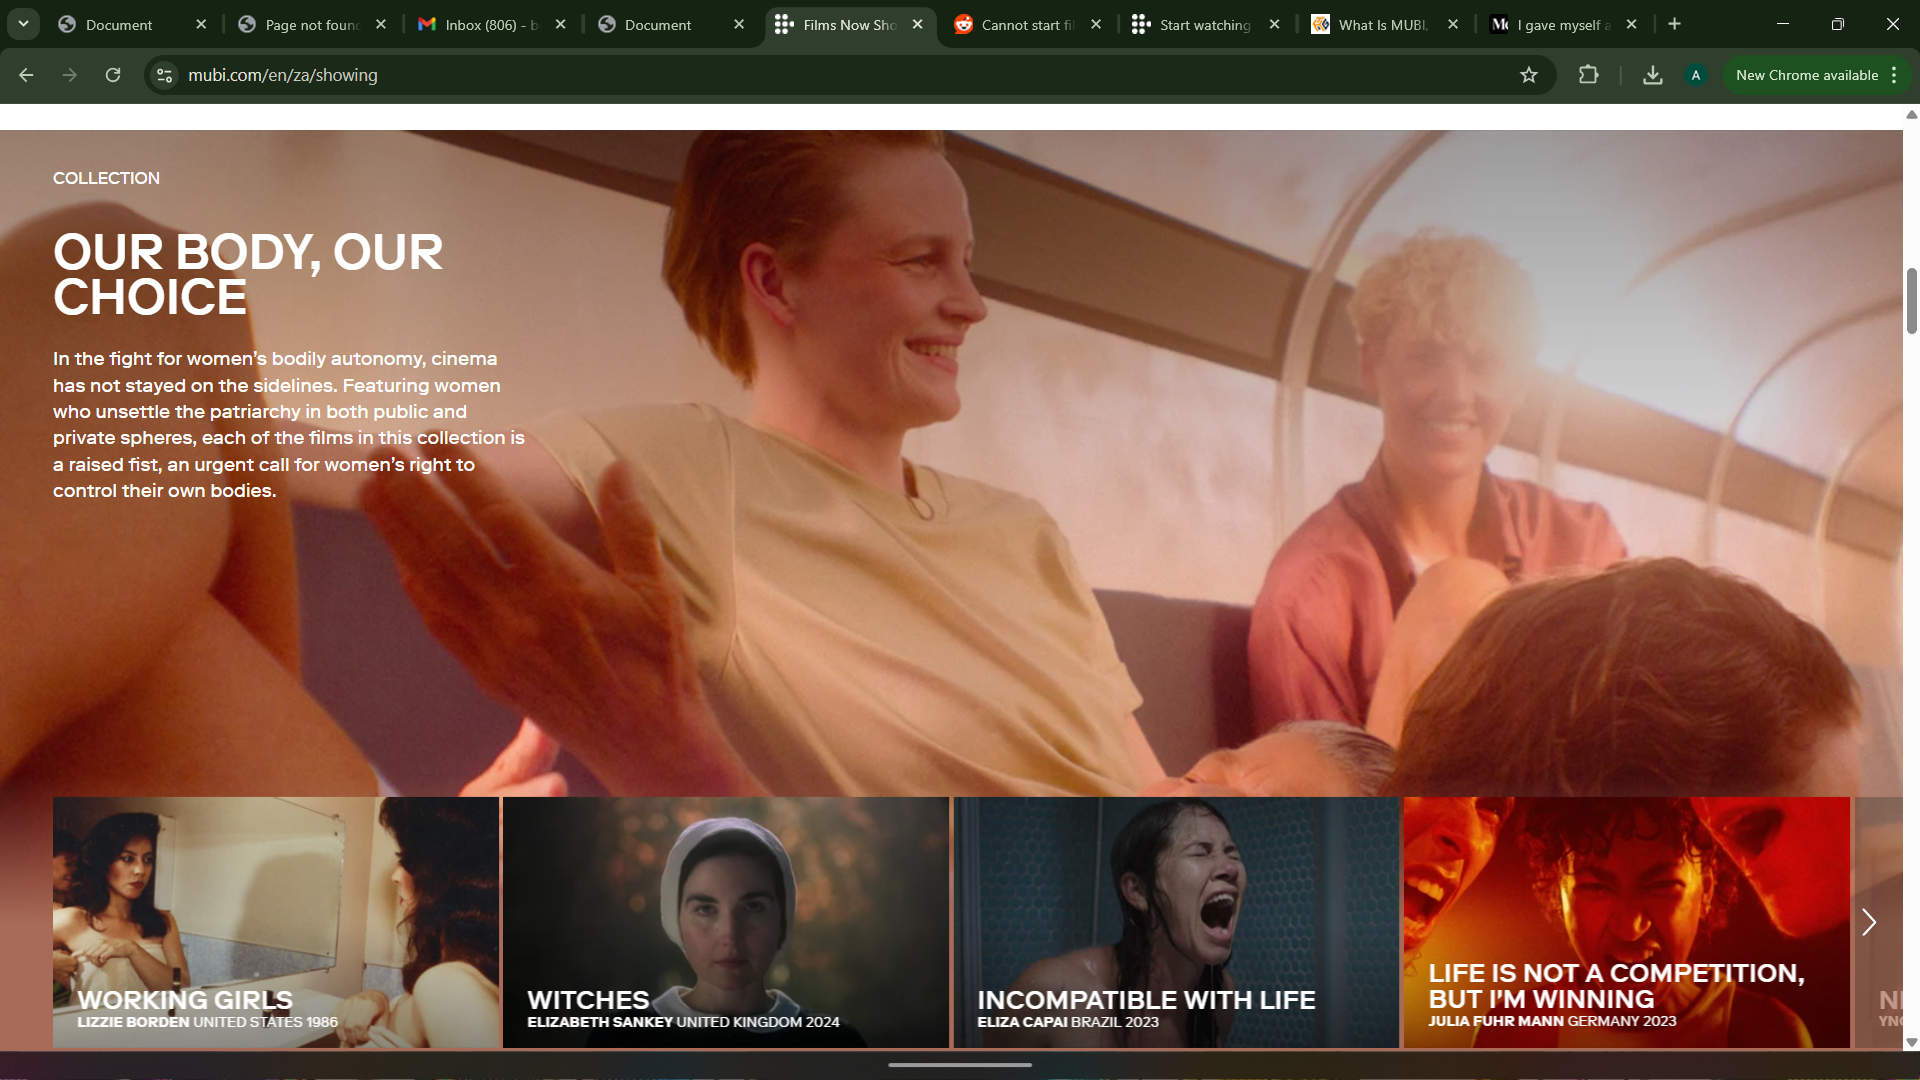 Document
Page not foun
Inbox (806) - b
Document
Films Now Sho
Cannot start fi
Start watching
What Is MUBI,
I gave myself a
mubi.com/en/za/showing
A
New Chrome available
COLLECTION
OUR BODY, OUR
CHOICE
In the fight for women's bodily autonomy, cinema
has not stayed on the sidelines. Featuring women
who unsettle the patriarchy in both public and
private spheres, each of the films in this collection is
a raised fist, an urgent call for women's right to
control their own bodies.
WORKING GIRLS
LIZZIE BORDEN UNITED STATES 1986
WITCHES
ELIZABETH SANKEY UNITED KINGDOM 2024
INCOMPATIBLE WITH LIFE
ELIZA CAPAI BRAZIL 2023
LIFE IS NOT A COMPETITION,
BUT I'M WINNING
JULIA FUHR MANN GERMANY 2023